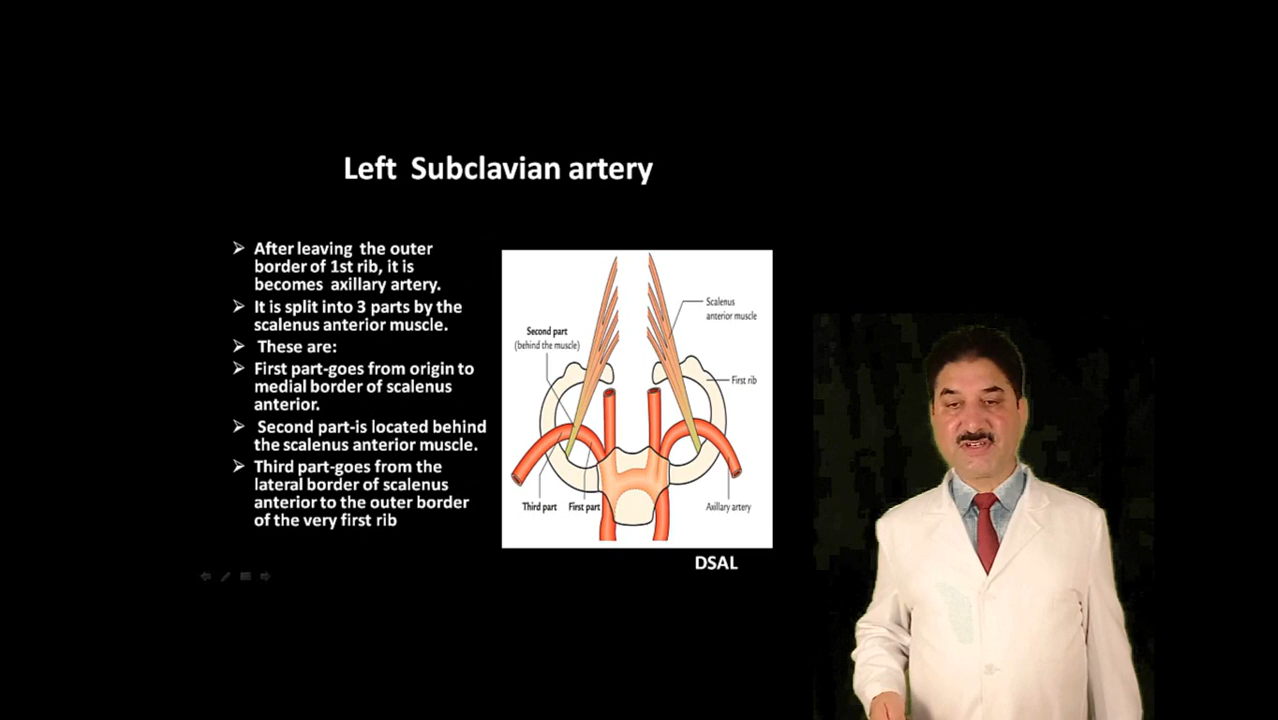 Left Subclavian artery
➢ After leaving the outer
border of 1st rib, it is
becomes axillary artery.
➢ It is split into 3 parts by the
scalenus anterior muscle.
➢ These are:
➢ First part-goes from origin to
medial border of scalenus
anterior.
➢ Second part-is located behind
the scalenus anterior muscle.
➢ Third part-goes from the
lateral border of scalenus
anterior to the outer border
of the very first rib
Scalenus
anterior muscle
Second part
(behind the muscle)
First rib
Third part
First part
Axillary artery
DSAL